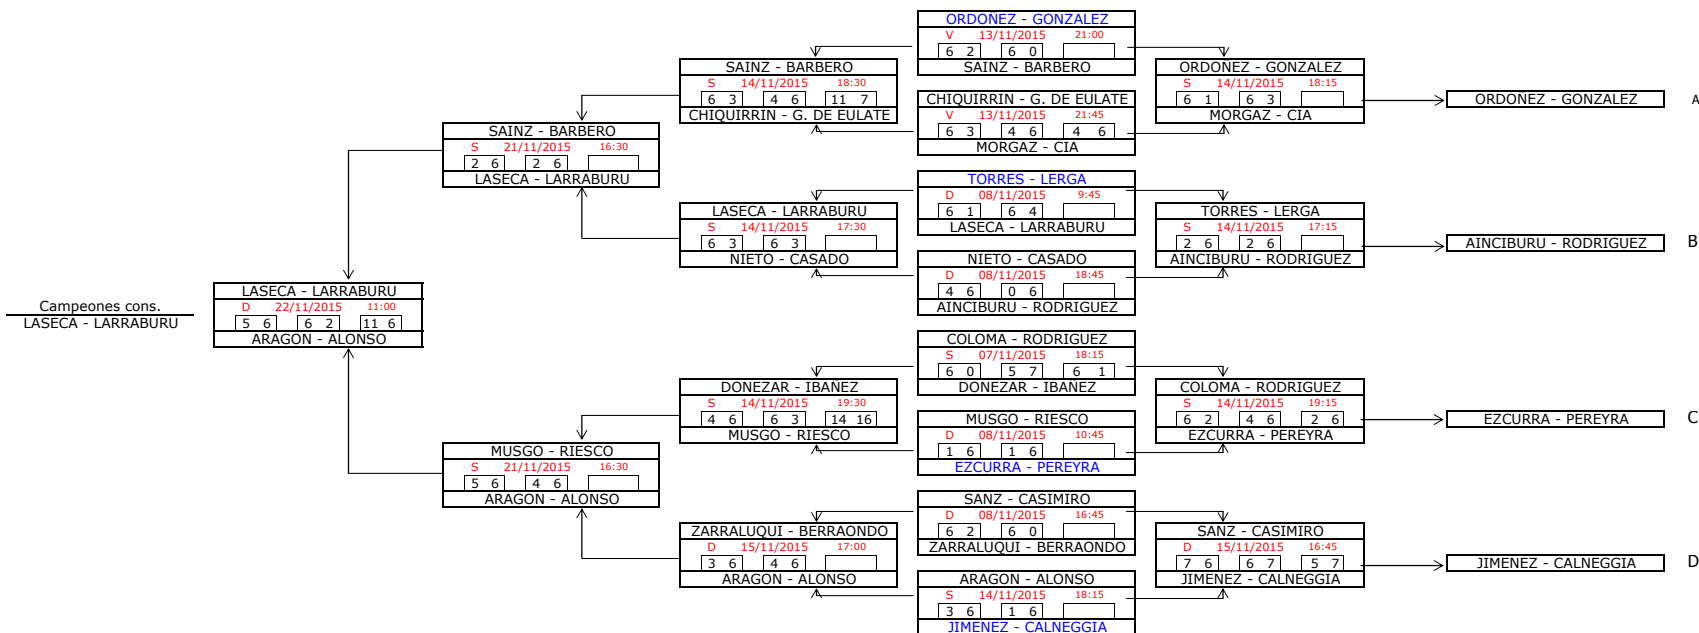 ORDOÑEZ - GONZALEZ
V 13/11/2015 21:00
6 2 6 0
SAINZ - BARBERO
SAINZ - BARBERO
S 14/11/2015 18:30
6 3 4 6 11 7
CHIQUIRRIN - G. DE EULATE
ORDOÑEZ - GONZALEZ
S 14/11/2015 18:15
6 1 6 3
MORGAZ - CIA
ORDOÑEZ - GONZALEZ A
CHIQUIRRIN - G. DE EULATE
V 13/11/2015 21:45
6 3 4 6 4 6
MORGAZ - CIA
SAINZ - BARBERO
S 21/11/2015 16:30
2 6 2 6
LASECA - LARRABURU
TORRES - LERGA
D 08/11/2015 9:45
6 1 6 4
LASECA - LARRABURU
LASECA - LARRABURU
S 14/11/2015 17:30
6 3 6 3
NIETO - CASADO
TORRES - LERGA
S 14/11/2015 17:15
2 6 2 6
AINCIBURU - RODRIGUEZ
AINCIBURU - RODRIGUEZ B
NIETO - CASADO
D 08/11/2015 18:45
4 6 0 6
AINCIBURU - RODRIGUEZ
Campeones cons.
LASECA - LARRABURU
LASECA - LARRABURU
D 22/11/2015 11:00
5 6 6 2 11 6
ARAGON - ALONSO
COLOMA - RODRIGUEZ
S 07/11/2015 18:15
6 0 5 7 6 1
DONEZAR - IBAÑEZ
DONEZAR - IBAÑEZ
S 14/11/2015 19:30
4 6 6 3 14 16
MUSGO - RIESCO
COLOMA - RODRIGUEZ
S 14/11/2015 19:15
6 2 4 6 2 6
EZCURRA - PEREYRA
EZCURRA - PEREYRA C
MUSGO - RIESCO
D 08/11/2015 10:45
1 6 1 6
EZCURRA - PEREYRA
MUSGO - RIESCO
S 21/11/2015 16:30
5 6 4 6
ARAGON - ALONSO
SANZ - CASIMIRO
D 08/11/2015 16:45
6 2 6 0
ZARRALUQUI - BERRAONDO
ZARRALUQUI - BERRAONDO
D 15/11/2015 17:00
3 6 4 6
ARAGON - ALONSO
SANZ - CASIMIRO
D 15/11/2015 16:45
7 6 6 7 5 7
JIMENEZ - CALNEGGIA
JIMENEZ - CALNEGGIA D
ARAGON - ALONSO
S 14/11/2015 18:15
3 6 1 6
JIMENEZ - CALNEGGIA